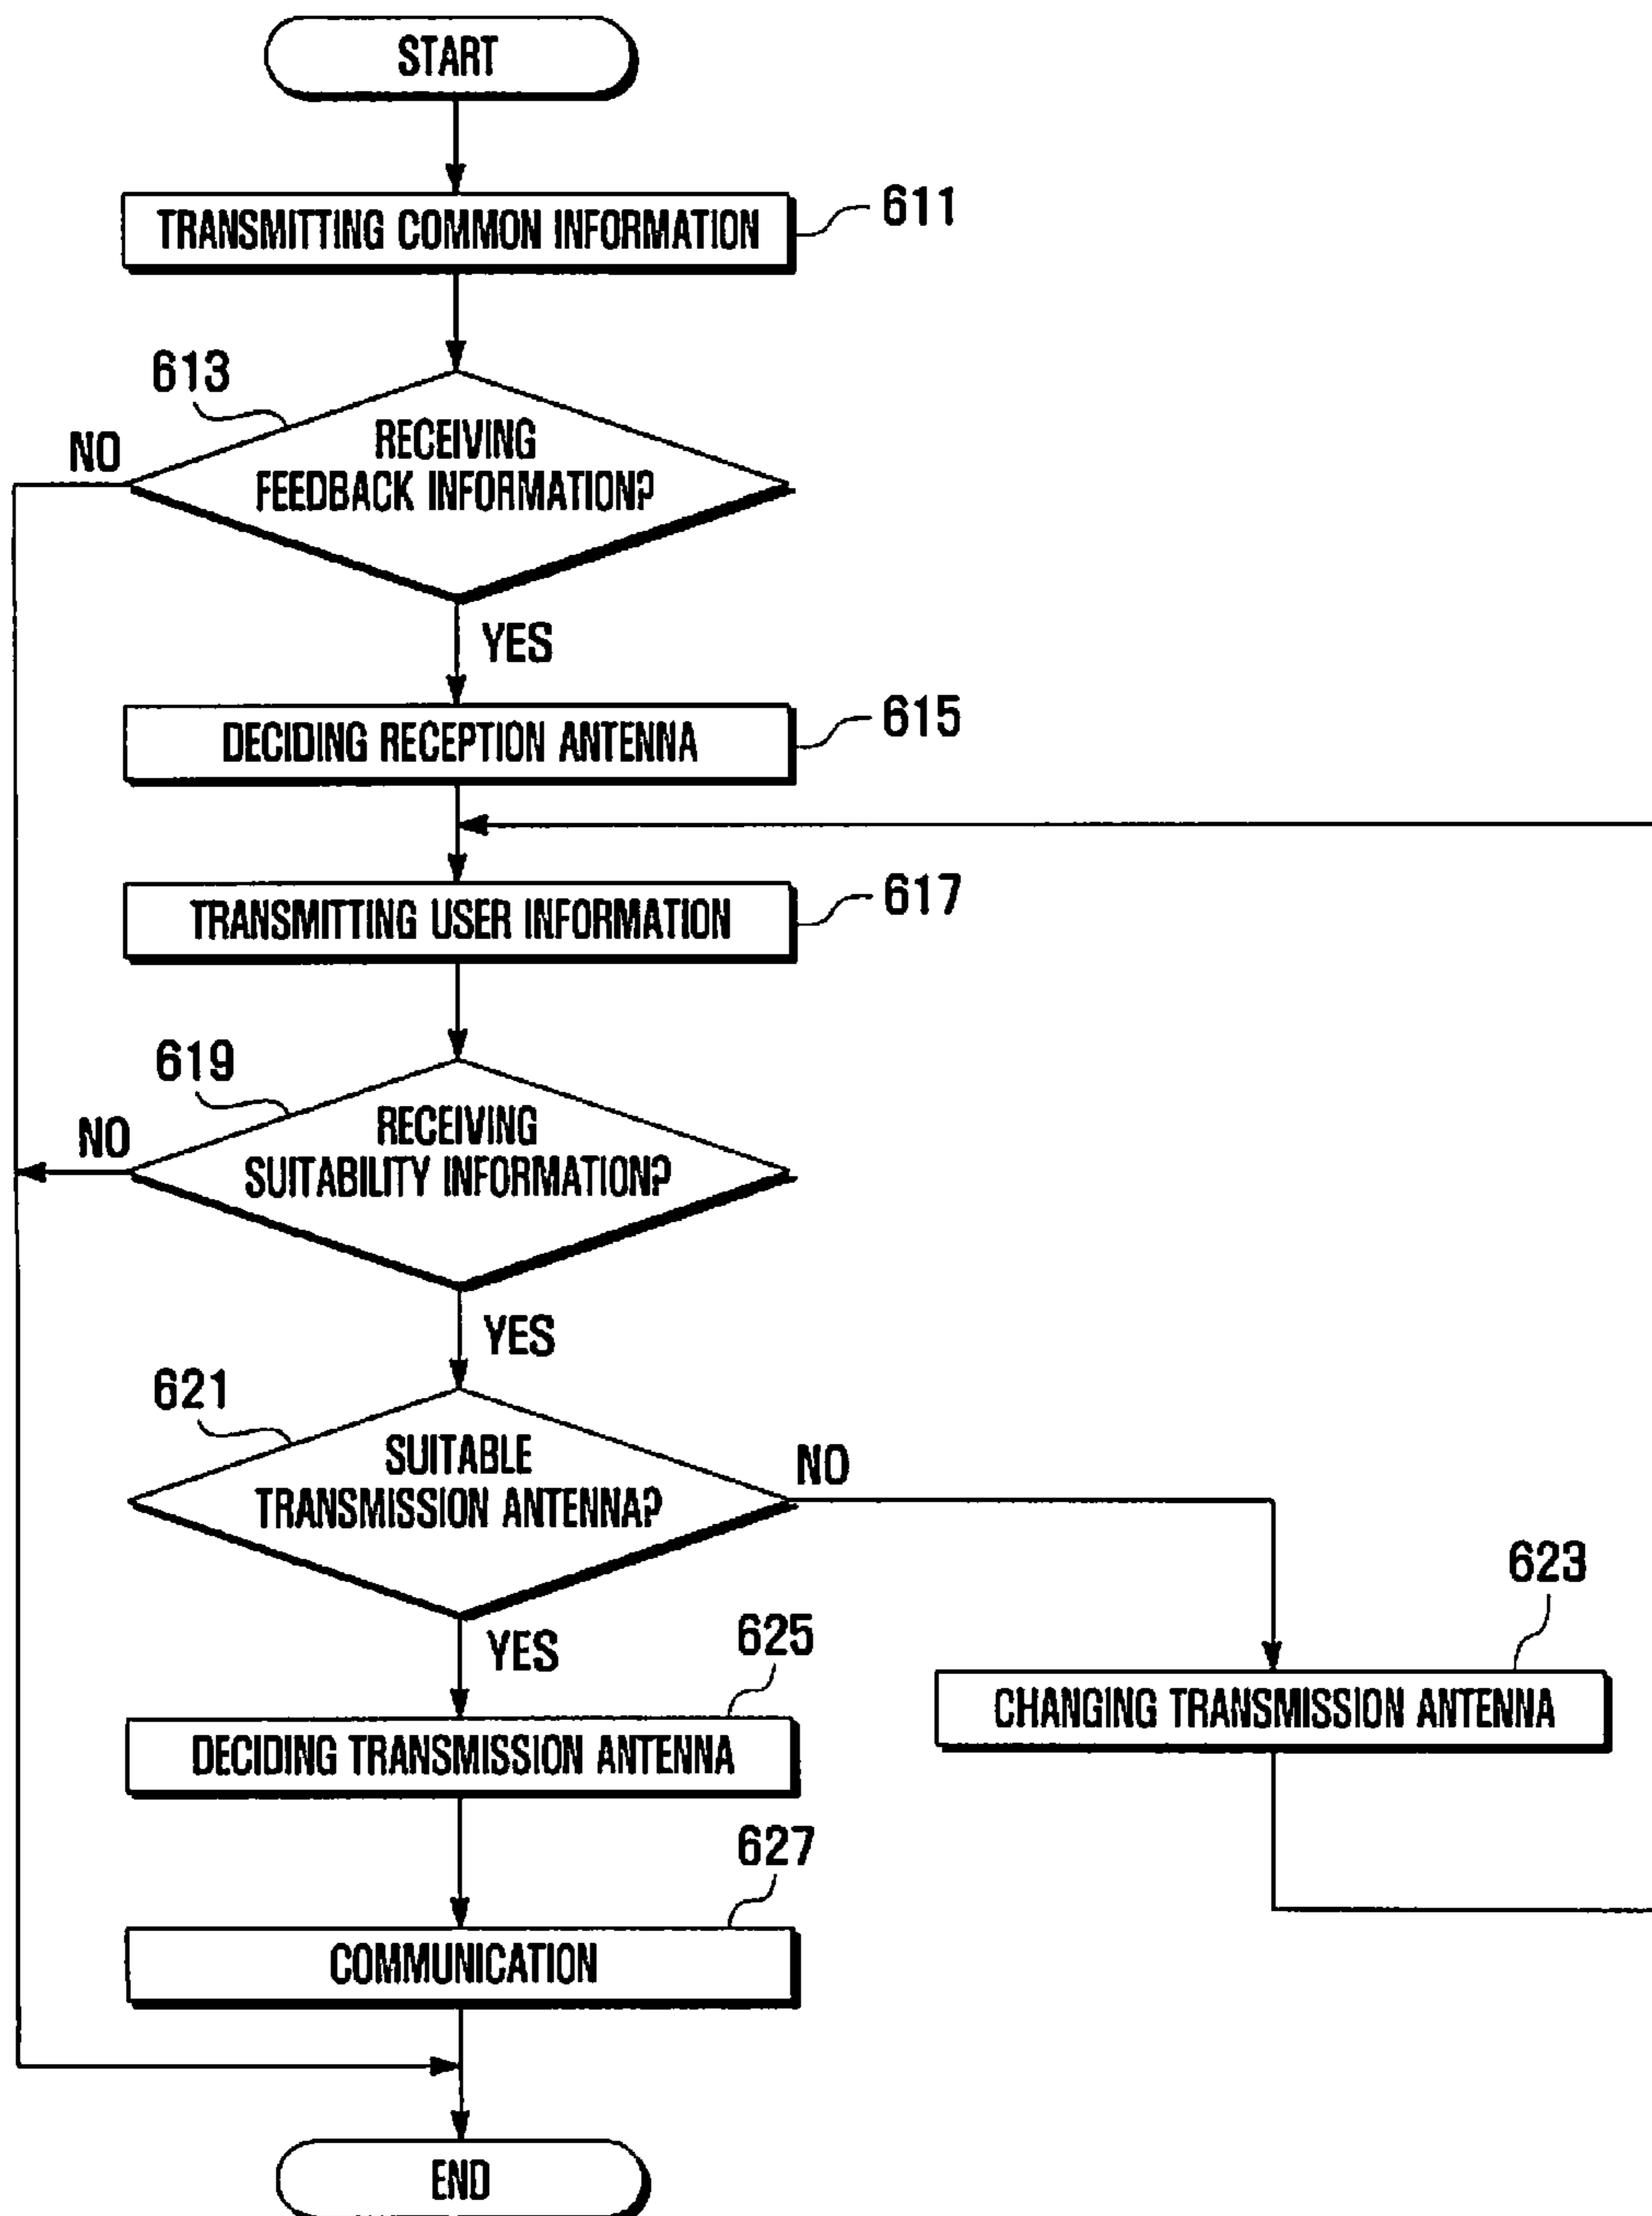 START
TRANSMITTING COMMON INFORMATION
611
613
NO
RECEIVING
FEEDBACK INFORMATION?
YES
DECIDING RECEPTION ANTENNA
615
TRANSMITTING USER INFORMATION
617
619
NO
RECEIVING
SUITABILITY INFORMATION?
YES
621
SUITABLE
TRANSMISSION ANTENNA?
NO
623
CHANGING TRANSMISSION ANTENNA
YES
625
DECIDING TRANSMISSION ANTENNA
627
COMMUNICATION
END